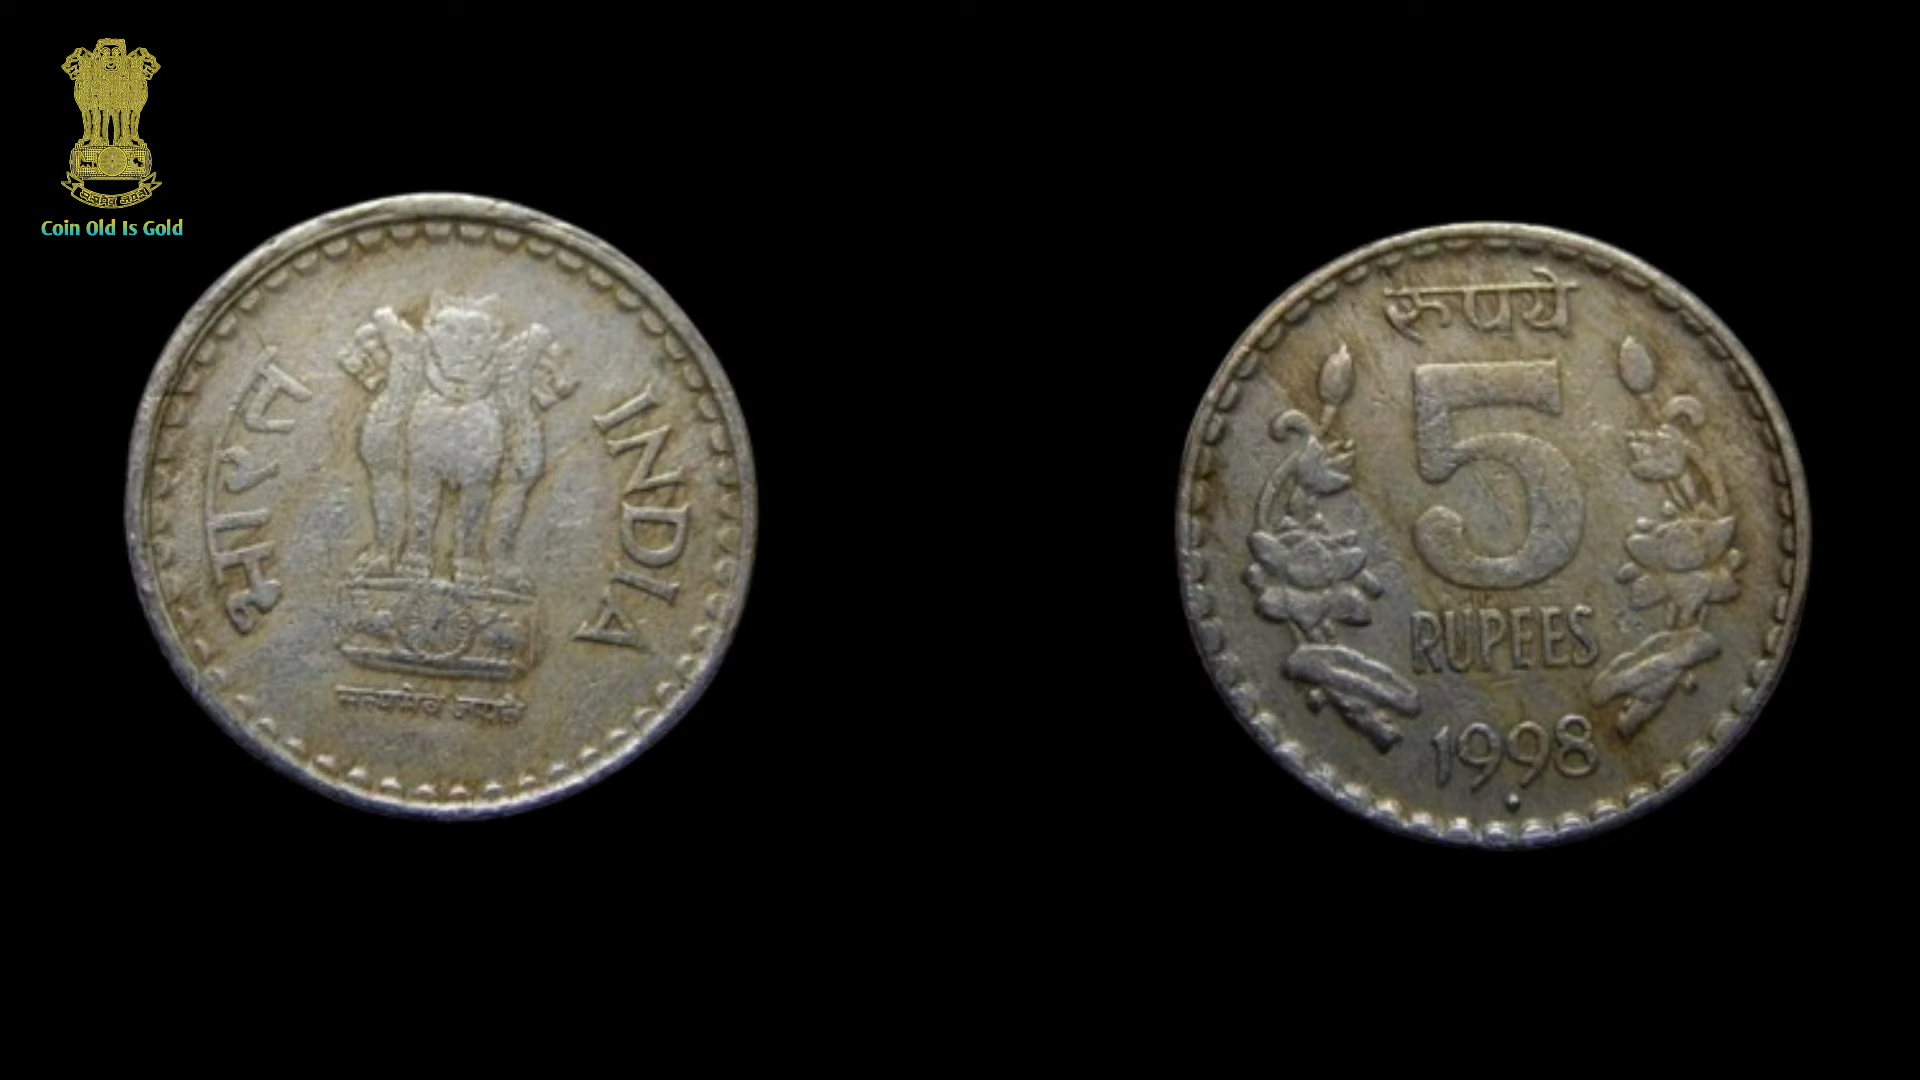 Coin Old Is Gold
भारत
INDIA
सत्यमेव जयते
रूपये
5
RUPEES
1998